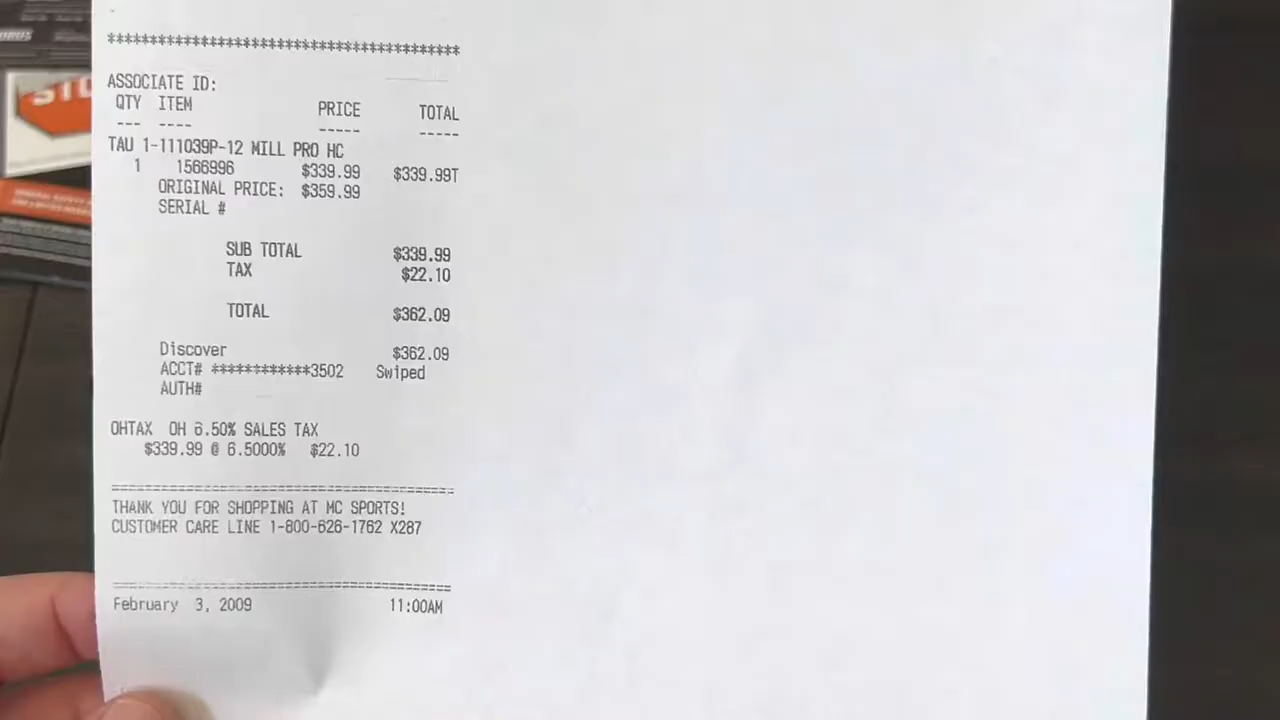 ****************************************
ASSOCIATE ID:
QTY ITEM PRICE TOTAL
--- ---- ----- -----
TAU 1-111039P-12 MILL PRO HC
1 1566996 $339.99 $339.99T
ORIGINAL PRICE: $359.99
SERIAL #
SUB TOTAL $339.99
TAX $22.10
TOTAL $362.09
Discover $362.09
ACCT# ************3502 Swiped
AUTH#
OHTAX OH 6.50% SALES TAX
$339.99 @ 6.5000% $22.10
=========================================
THANK YOU FOR SHOPPING AT MC SPORTS!
CUSTOMER CARE LINE 1-800-626-1762 X287
=========================================
February 3, 2009 11:00AM